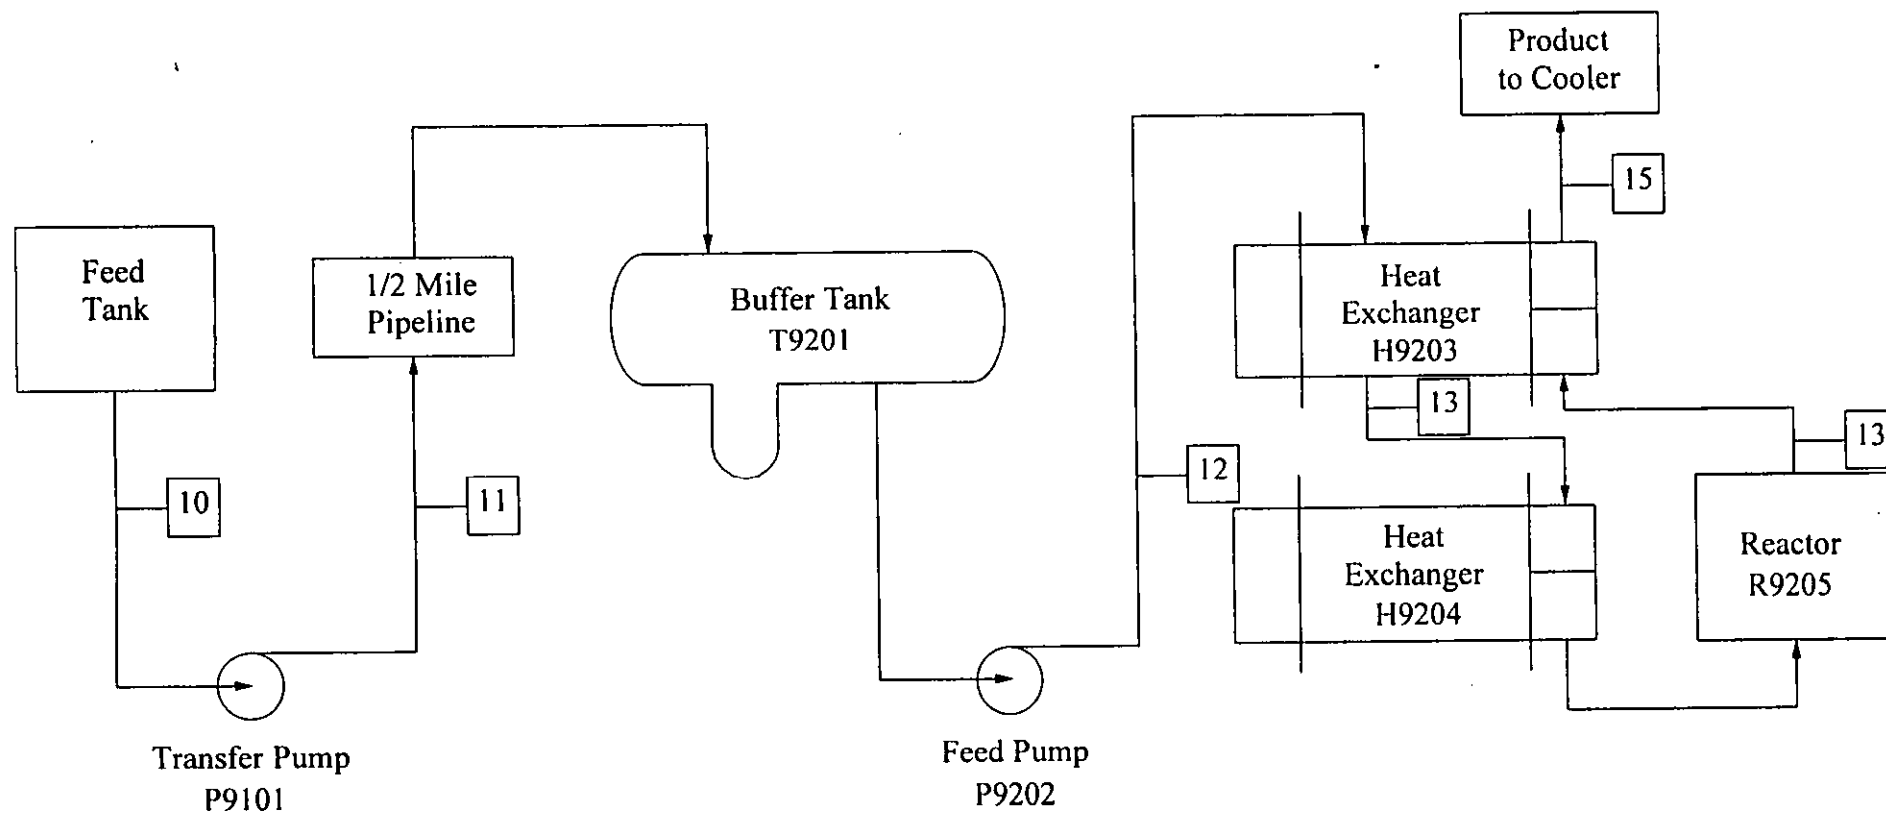 Product
to Cooler
15
Feed
Tank
1/2 Mile
Pipeline
Buffer Tank
T9201
Heat
Exchanger
H9203
13
13
10
11
12
Heat
Exchanger
H9204
Reactor
R9205
Transfer Pump
P9101
Feed Pump
P9202